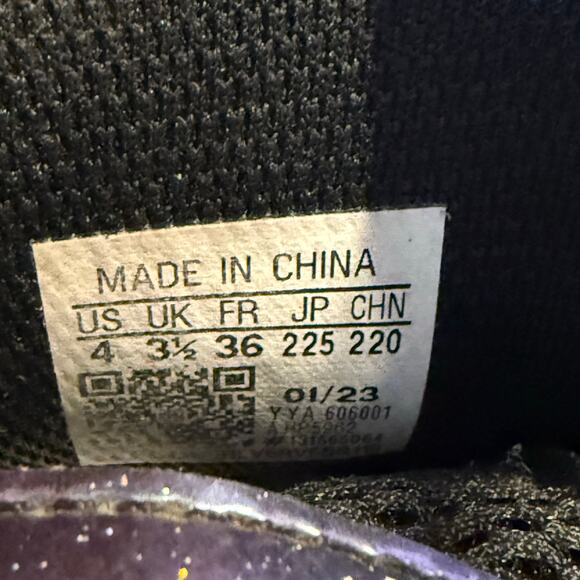 MADE IN CHINA
US UK FR JP CHN
4 3½ 36 225 220
01/23
YYA 606001